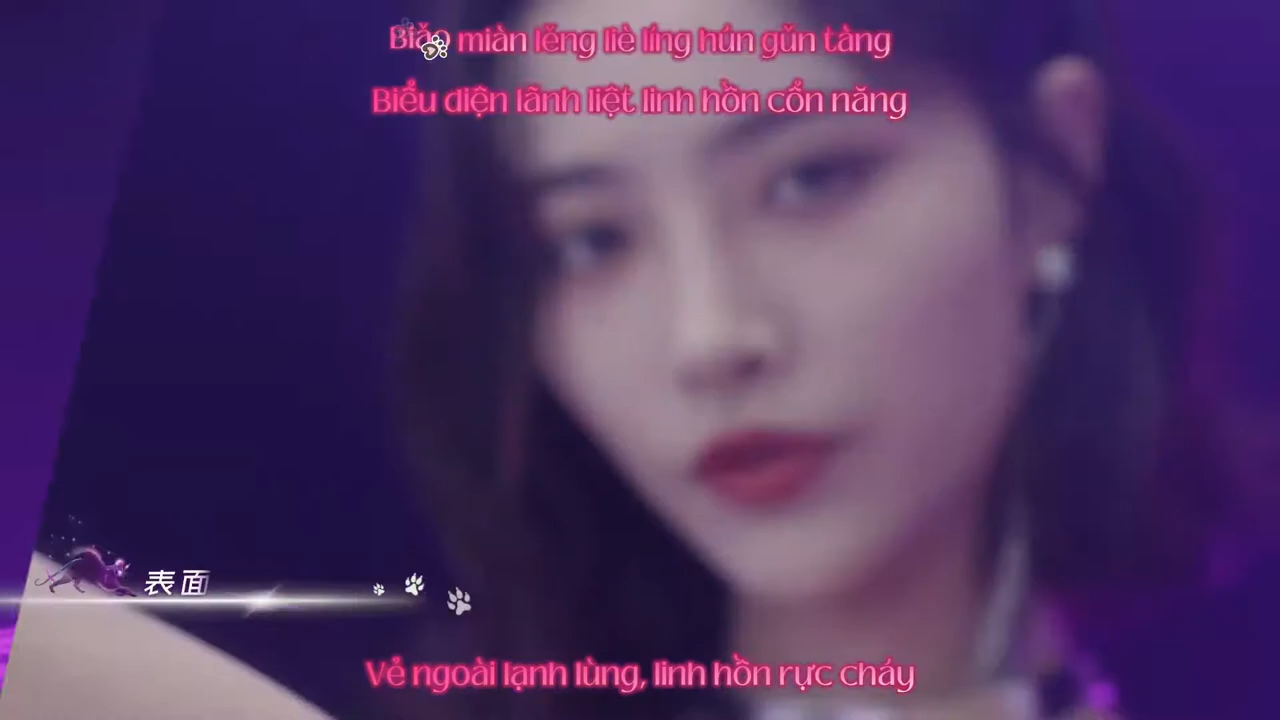 Biǎo miàn lěng liè líng hún gǔn tàng
Biểu diện lãnh liệt linh hồn cổn năng
表面
Vẻ ngoài lạnh lùng, linh hồn rực cháy